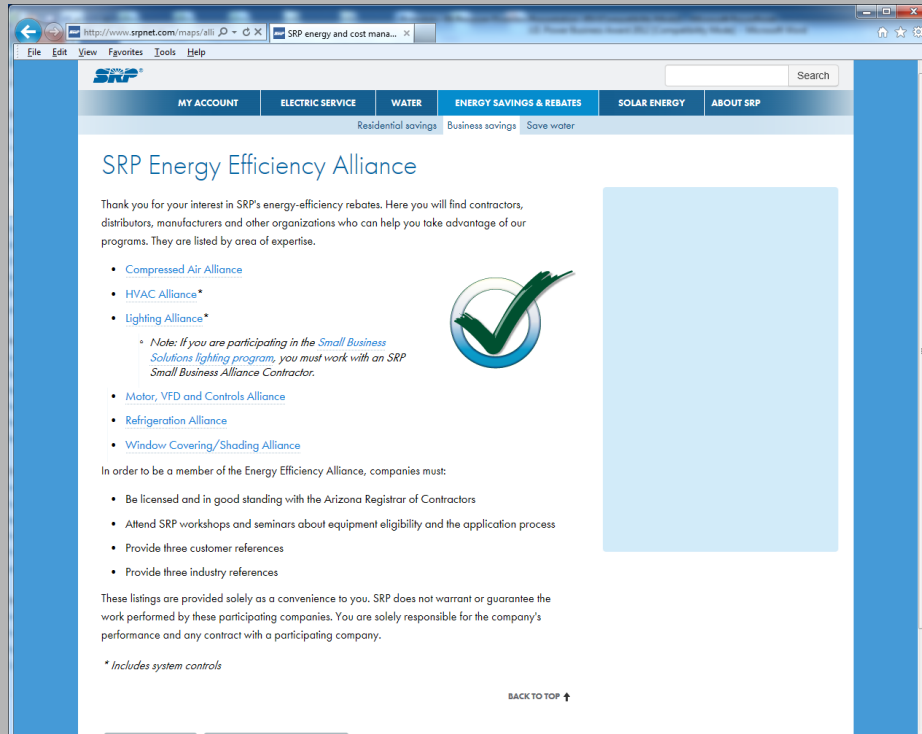 http://www.srpnet.com/maps/alli
SRP energy and cost mana...
File Edit View Favorites Tools Help
SRP
Search
MY ACCOUNT ELECTRIC SERVICE WATER ENERGY SAVINGS & REBATES SOLAR ENERGY ABOUT SRP
Residential savings Business savings Save water
SRP Energy Efficiency Alliance
Thank you for your interest in SRP's energy-efficiency rebates. Here you will find contractors,
distributors, manufacturers and other organizations who can help you take advantage of our
programs. They are listed by area of expertise.
• Compressed Air Alliance
• HVAC Alliance*
• Lighting Alliance*
◦ Note: If you are participating in the Small Business
Solutions lighting program, you must work with an SRP
Small Business Alliance Contractor.
• Motor, VFD and Controls Alliance
• Refrigeration Alliance
• Window Covering/Shading Alliance
In order to be a member of the Energy Efficiency Alliance, companies must:
• Be licensed and in good standing with the Arizona Registrar of Contractors
• Attend SRP workshops and seminars about equipment eligibility and the application process
• Provide three customer references
• Provide three industry references
These listings are provided solely as a convenience to you. SRP does not warrant or guarantee the
work performed by these participating companies. You are solely responsible for the company's
performance and any contract with a participating company.
* Includes system controls
BACK TO TOP